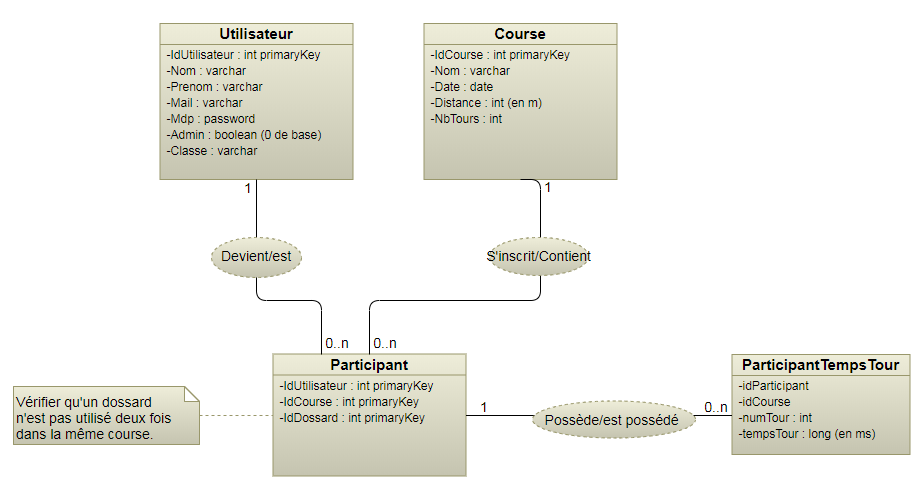 Utilisateur
-IdUtilisateur : int primaryKey
-Nom : varchar
-Prenom : varchar
-Mail : varchar
-Mdp : password
-Admin : boolean (0 de base)
-Classe : varchar
Course
-IdCourse : int primaryKey
-Nom : varchar
-Date : date
-Distance : int (en m)
-NbTours : int
1
1
Devient/est
S'inscrit/Contient
0..n
0..n
Participant
-IdUtilisateur : int primaryKey
-IdCourse : int primaryKey
-IdDossard : int primaryKey
Vérifier qu'un dossard
n'est pas utilisé deux fois
dans la même course.
1
Possède/est possédé
0..n
ParticipantTempsTour
-idParticipant
-idCourse
-numTour : int
-tempsTour : long (en ms)